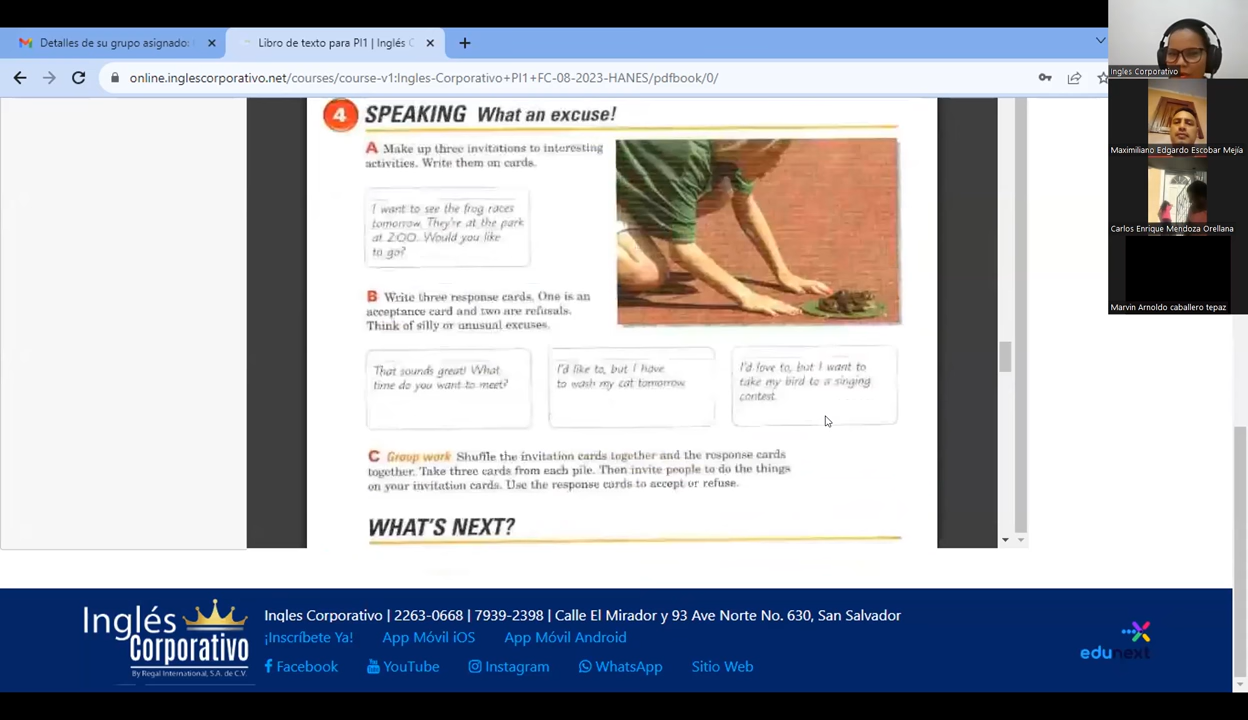 Detalles de su grupo asignado:
Libro de texto para PI1 | Inglés C
online.inglescorporativo.net/courses/course-v1:Ingles-Corporativo+PI1+FC-08-2023-HANES/pdfbook/0/
Ingles Corporativo
Maximiliano Edgardo Escobar Mejía
Carlos Enrique Mendoza Orellana
Marvin Arnoldo caballero tepaz
4 SPEAKING What an excuse!
A Make up three invitations to interesting
activities. Write them on cards.
I want to see the frog races
tomorrow. They're at the park
at 2:00. Would you like
to go?
B Write three response cards. One is an
acceptance card and two are refusals.
Think of silly or unusual excuses.
That sounds great! What
time do you want to meet?
I'd like to, but I have
to wash my cat tomorrow
I'd love to, but I want to
take my bird to a singing
contest.
C Group work Shuffle the invitation cards together and the response cards
together. Take three cards from each pile. Then invite people to do the things
on your invitation cards. Use the response cards to accept or refuse.
WHAT'S NEXT?
Inglés
Corporativo
By Regal International, S.A. de C.V.
Ingles Corporativo | 2263-0668 | 7939-2398 | Calle El Mirador y 93 Ave Norte No. 630, San Salvador
¡Inscríbete Ya! App Móvil iOS App Móvil Android
Facebook YouTube Instagram WhatsApp Sitio Web
edunext